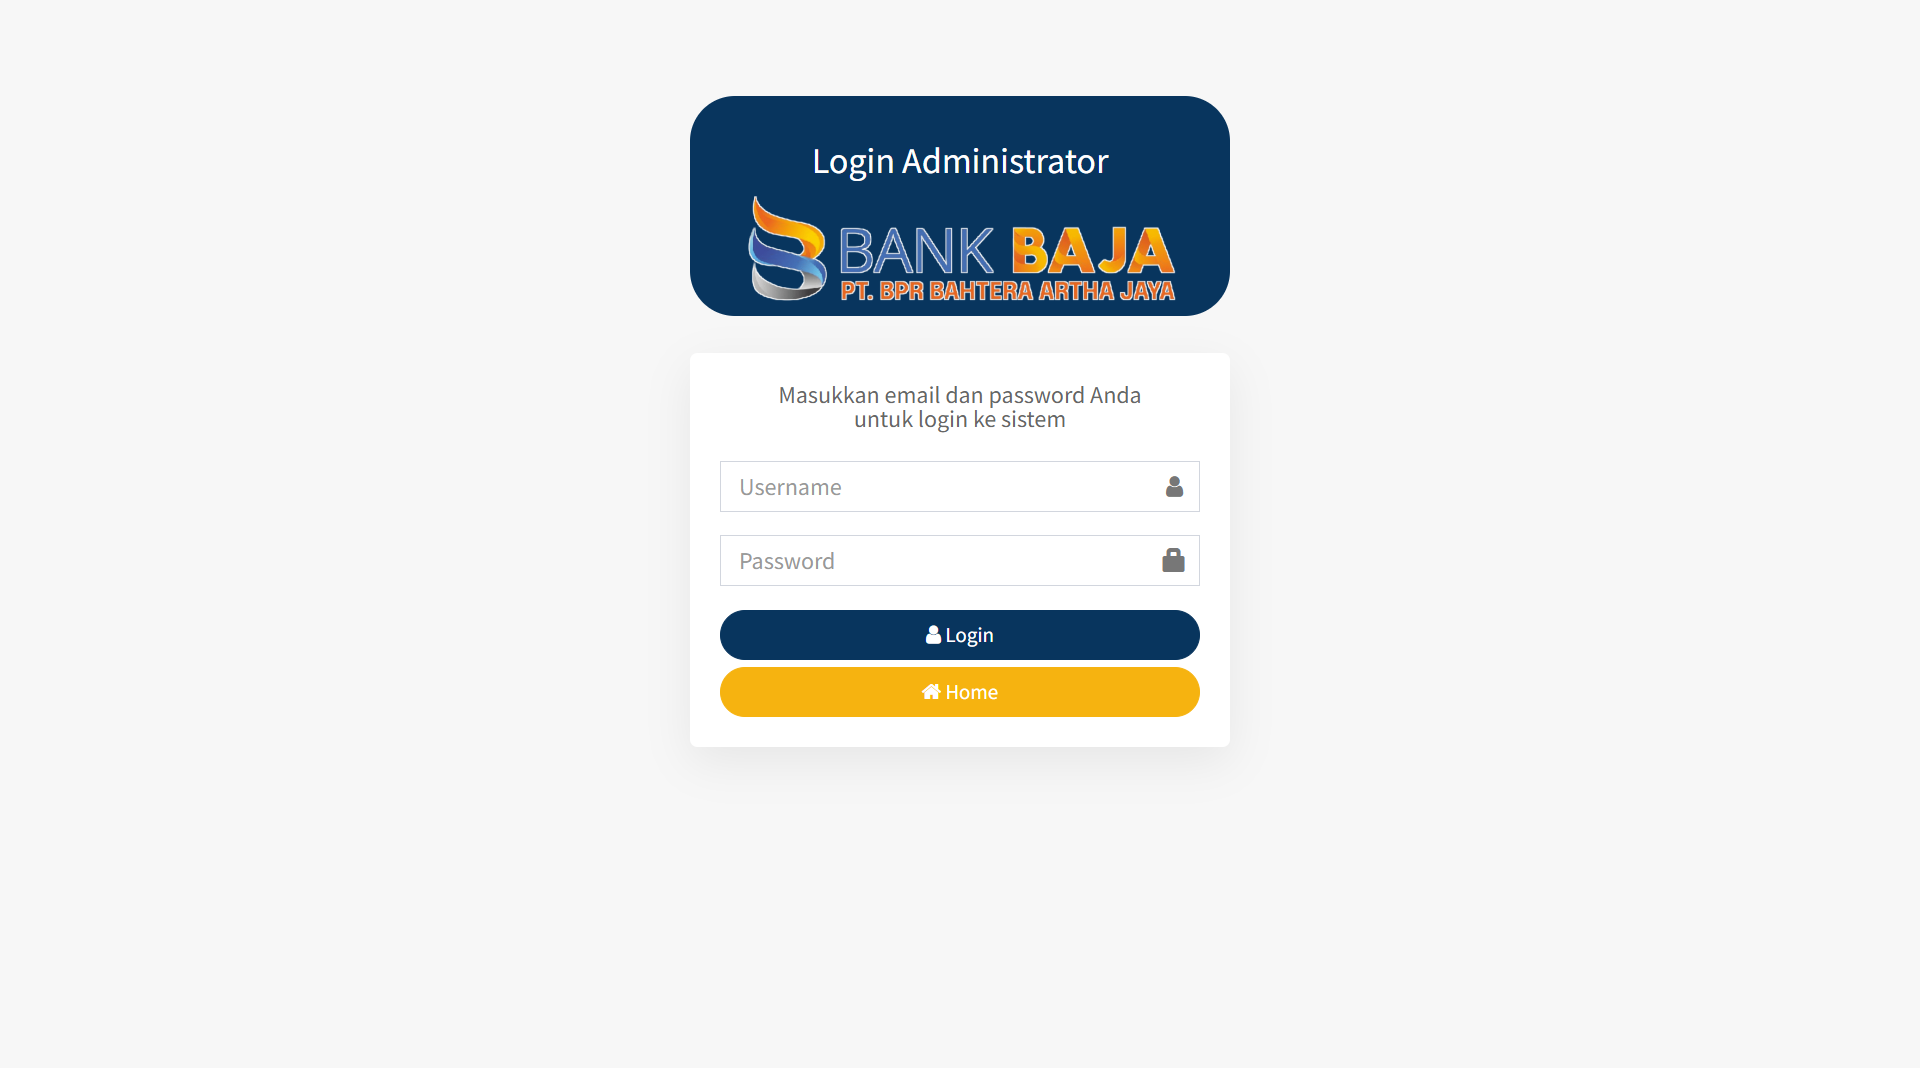 Login Administrator
BANK BAJA
PT. BPR BAHTERA ARTHA JAYA
Masukkan email dan password Anda
untuk login ke sistem
Username
Password
Login
Home